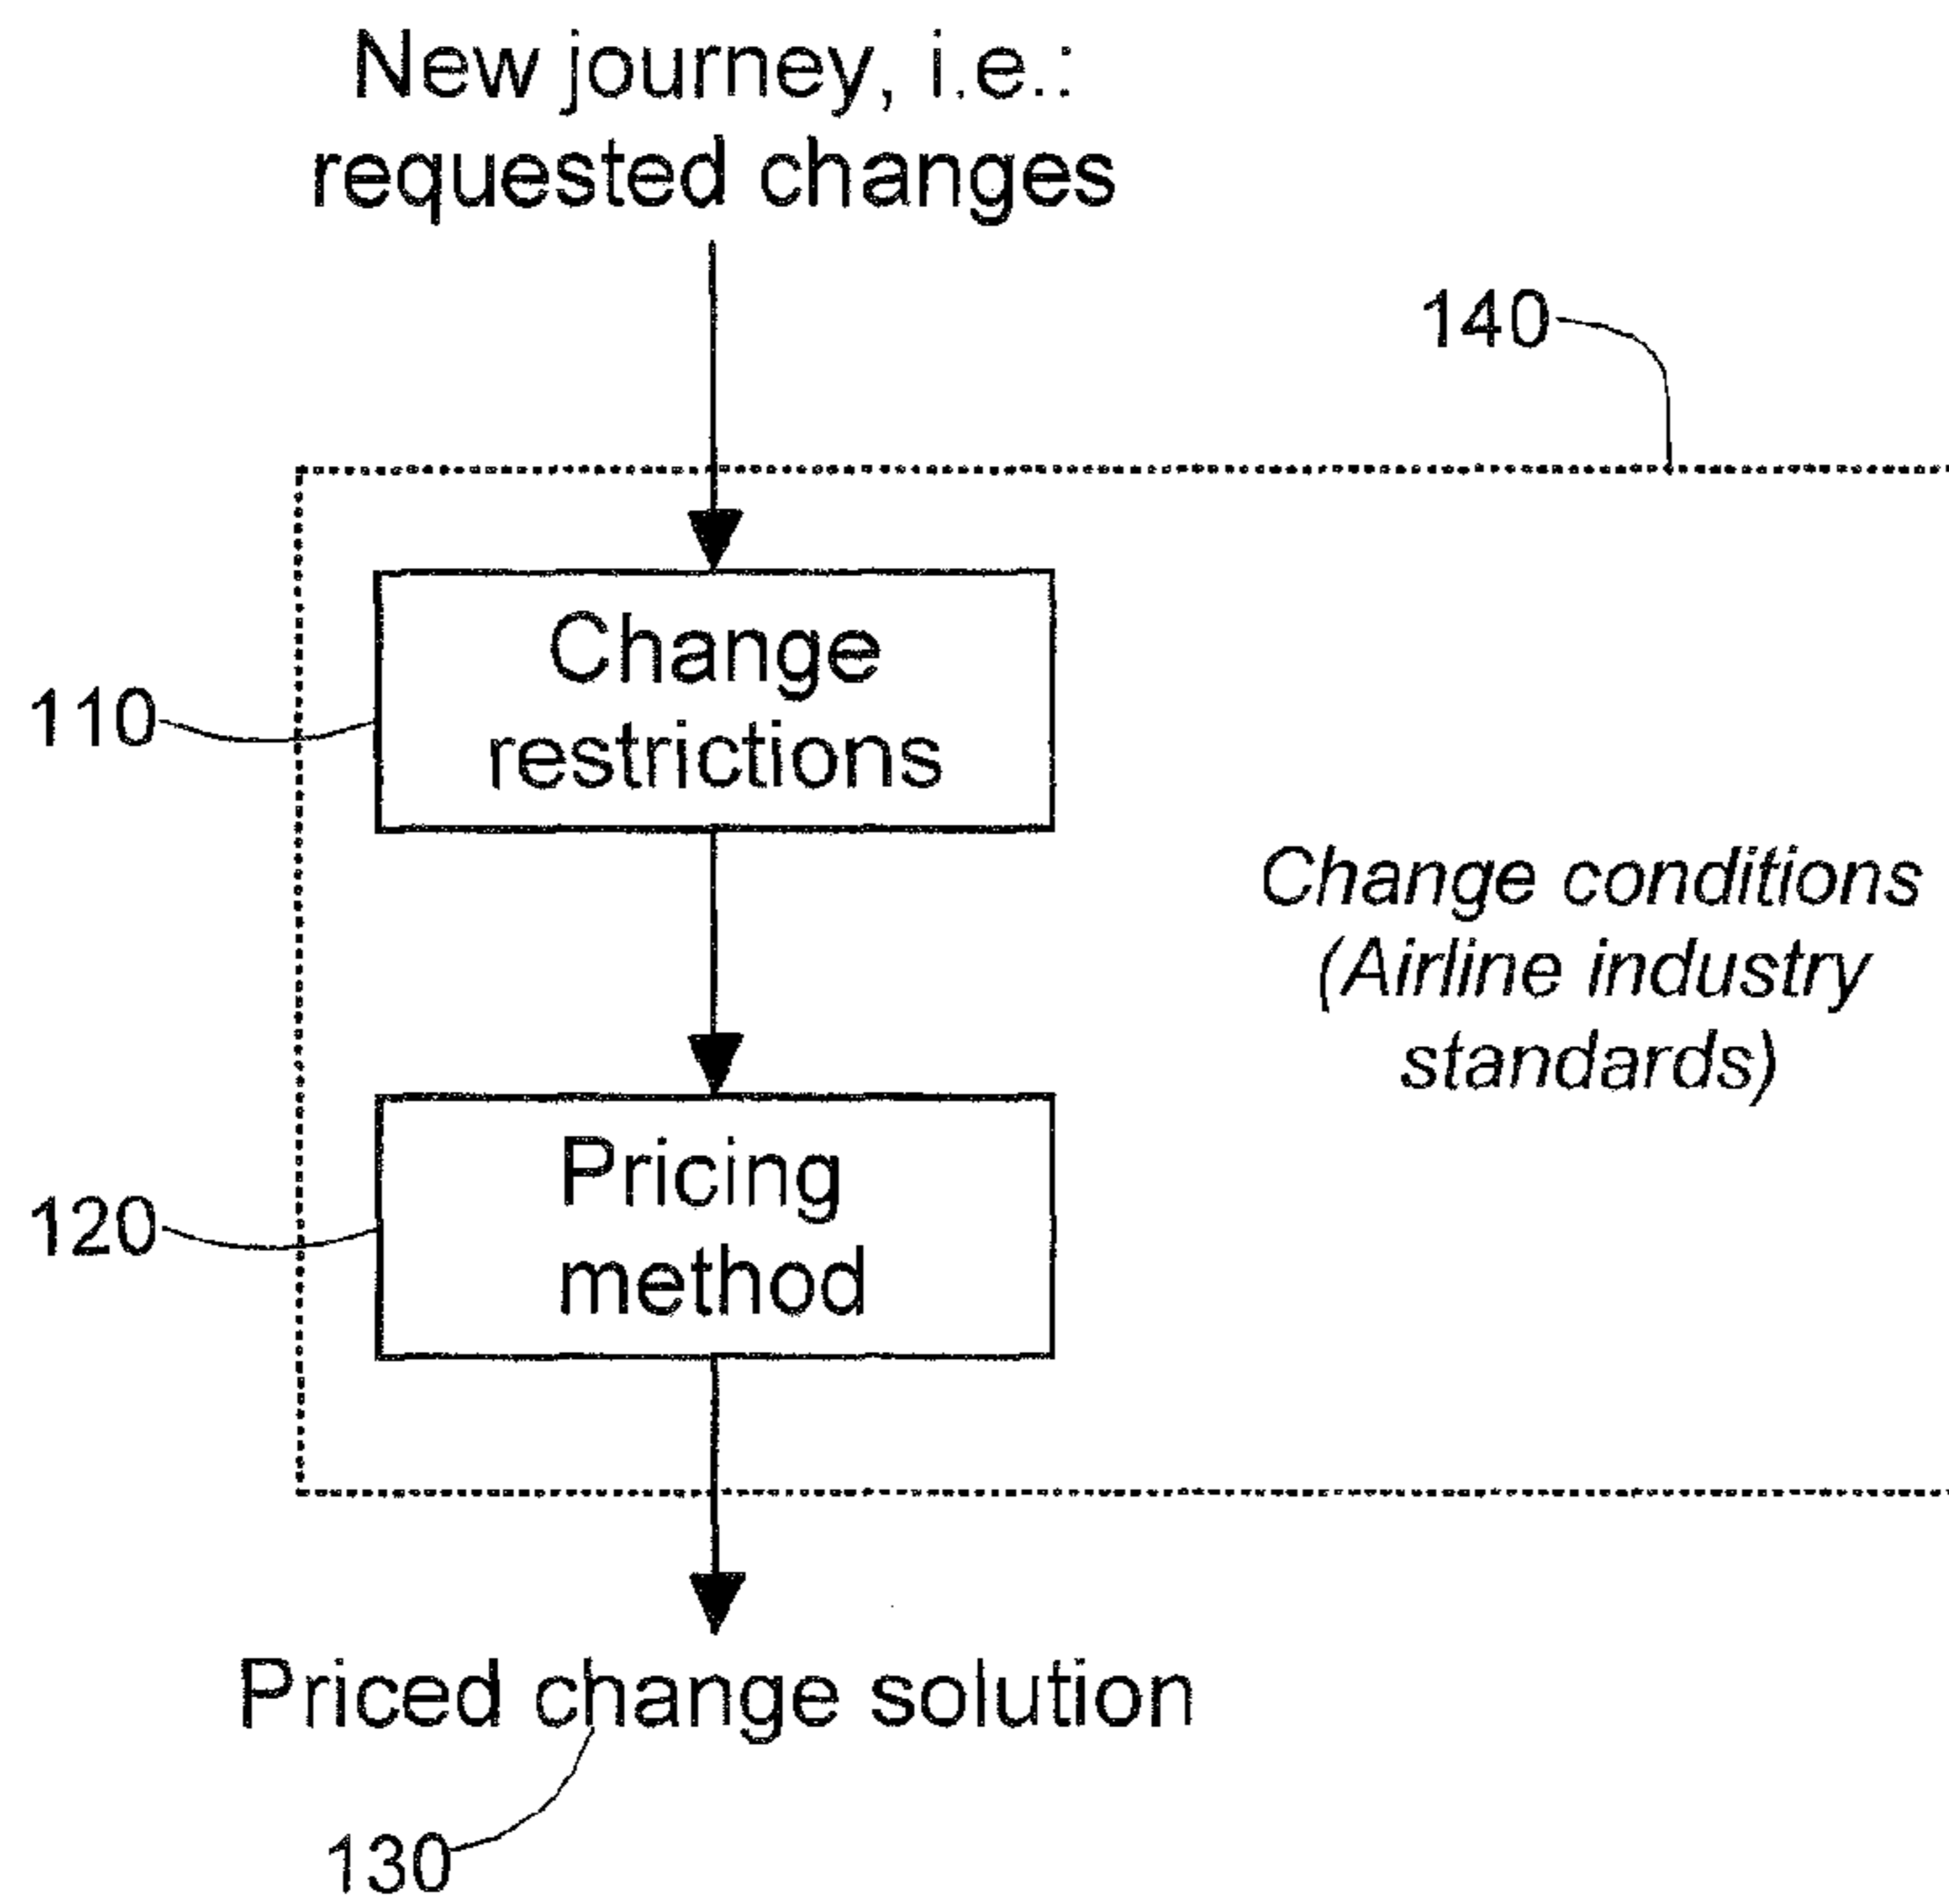 New journey, i.e.:
requested changes
140
Change
restrictions
110
Change conditions
(Airline industry
standards)
Pricing
method
120
Priced change solution
130